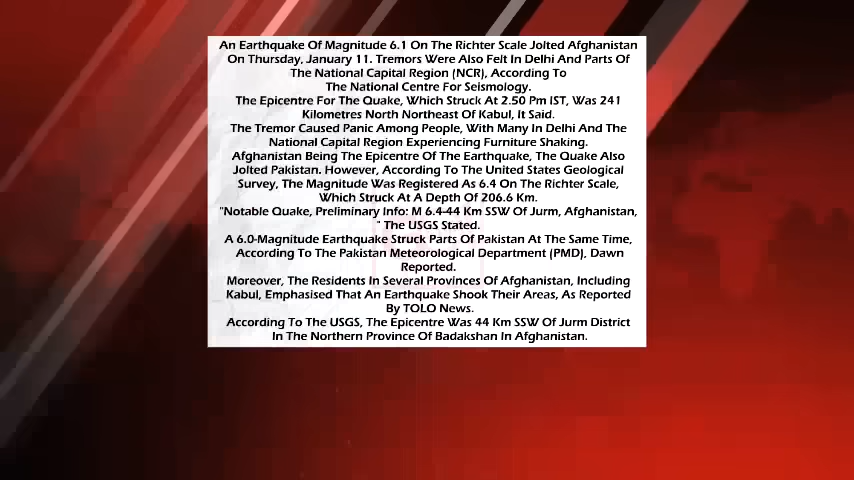 An Earthquake Of Magnitude 6.1 On The Richter Scale Jolted Afghanistan
On Thursday, January 11. Tremors Were Also Felt In Delhi And Parts Of
The National Capital Region (NCR), According To
The National Centre For Seismology.
The Epicentre For The Quake, Which Struck At 2.50 Pm IST, Was 241
Kilometres North Northeast Of Kabul, It Said.
The Tremor Caused Panic Among People, With Many In Delhi And The
National Capital Region Experiencing Furniture Shaking.
Afghanistan Being The Epicentre Of The Earthquake, The Quake Also
Jolted Pakistan. However, According To The United States Geological
Survey, The Magnitude Was Registered As 6.4 On The Richter Scale,
Which Struck At A Depth Of 206.6 Km.
"Notable Quake, Preliminary Info: M 6.4-44 Km SSW Of Jurm, Afghanistan,
" The USGS Stated.
A 6.0-Magnitude Earthquake Struck Parts Of Pakistan At The Same Time,
According To The Pakistan Meteorological Department (PMD), Dawn
Reported.
Moreover, The Residents In Several Provinces Of Afghanistan, Including
Kabul, Emphasised That An Earthquake Shook Their Areas, As Reported
By TOLO News.
According To The USGS, The Epicentre Was 44 Km SSW Of Jurm District
In The Northern Province Of Badakshan In Afghanistan.